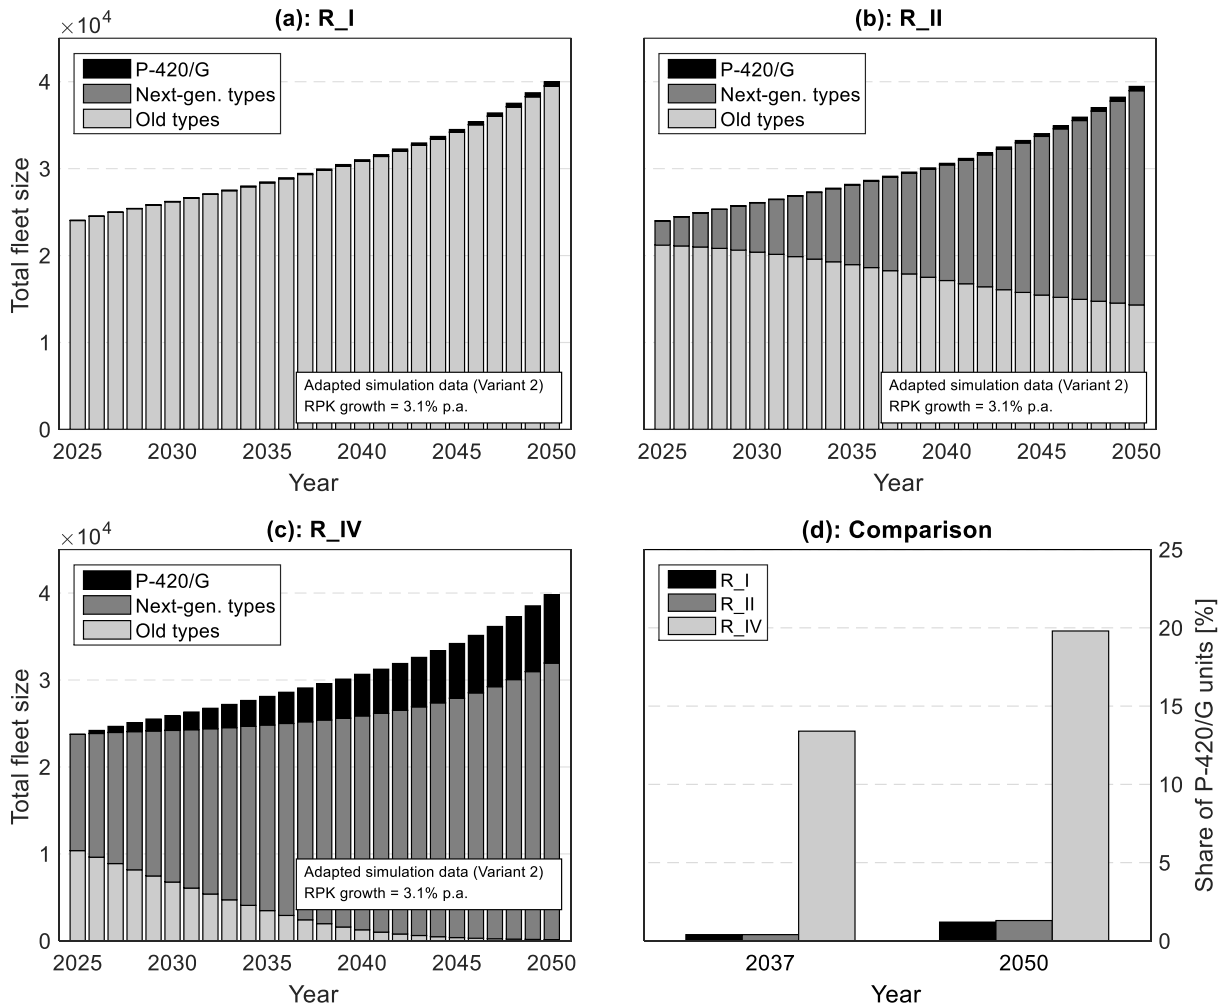 (a): R_I
×10^4
P-420/G
Next-gen. types
Old types
Total fleet size
4
3
2
1
0
Adapted simulation data (Variant 2)
RPK growth = 3.1% p.a.
2025 2030 2035 2040 2045 2050
Year
(b): R_II
P-420/G
Next-gen. types
Old types
Adapted simulation data (Variant 2)
RPK growth = 3.1% p.a.
2025 2030 2035 2040 2045 2050
Year
(c): R_IV
×10^4
P-420/G
Next-gen. types
Old types
Total fleet size
4
3
2
1
0
Adapted simulation data (Variant 2)
RPK growth = 3.1% p.a.
2025 2030 2035 2040 2045 2050
Year
(d): Comparison
R_I
R_II
R_IV
25
20
15
10
5
0
Share of P-420/G units [%]
2037 2050
Year